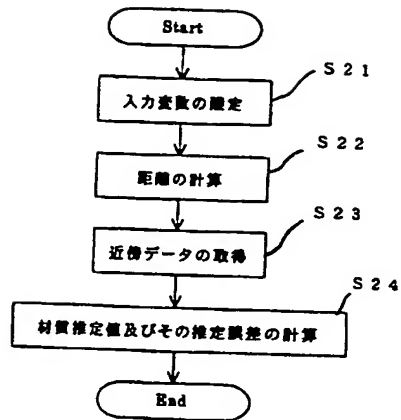 Start
S21
入力変数の設定
S22
距離の計算
S23
近傍データの取得
S24
材質推定値及びその推定誤差の計算
End